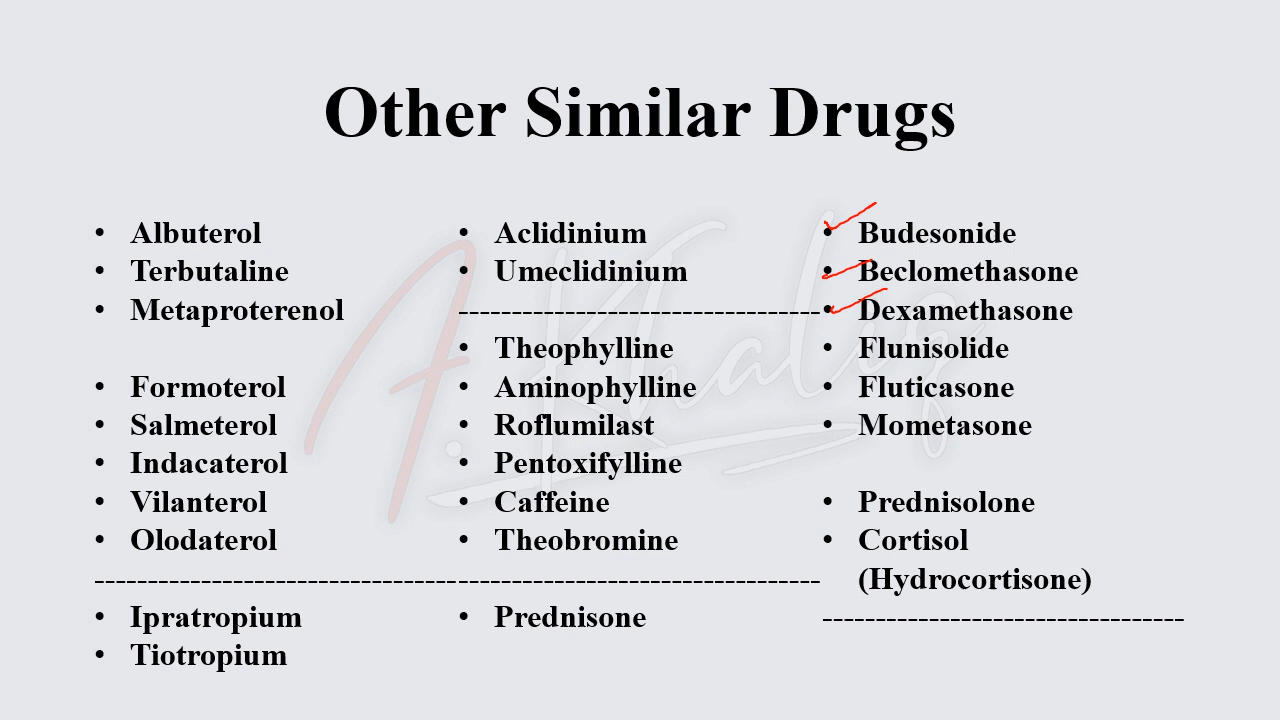 Other Similar Drugs
• Albuterol
• Terbutaline
• Metaproterenol
• Formoterol
• Salmeterol
• Indacaterol
• Vilanterol
• Olodaterol
----------------------------------
• Ipratropium
• Tiotropium
• Aclidinium
• Umeclidinium
----------------------------------
• Theophylline
• Aminophylline
• Roflumilast
• Pentoxifylline
• Caffeine
• Theobromine
----------------------------------
• Prednisone
• Budesonide
• Beclomethasone
• Dexamethasone
• Flunisolide
• Fluticasone
• Mometasone
• Prednisolone
• Cortisol
(Hydrocortisone)
----------------------------------
A. Khaliq